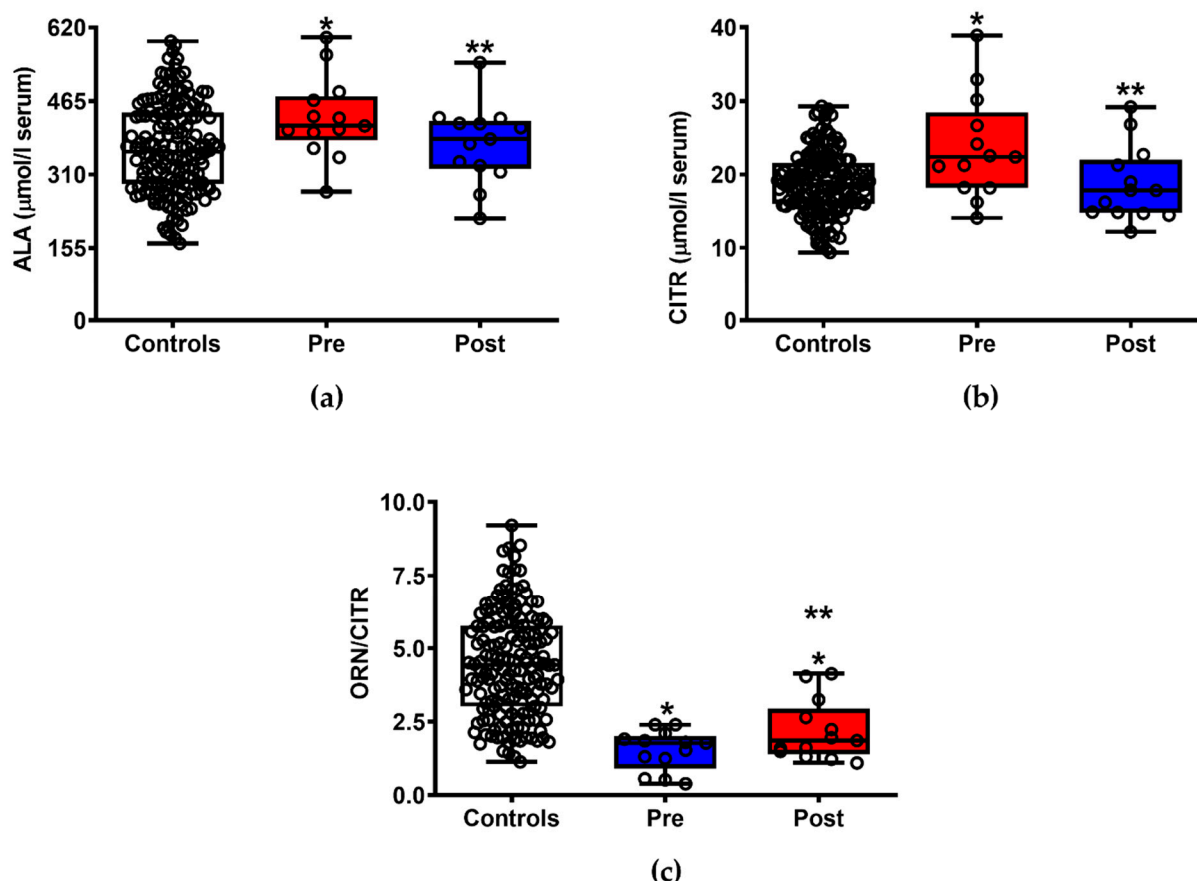 620
465
310
155
0
ALA (μmol/l serum)
*
**
Controls Pre Post
(a)
40
30
20
10
0
CITR (μmol/l serum)
*
**
Controls Pre Post
(b)
10.0
7.5
5.0
2.5
0.0
ORN/CITR
*
**
*
Controls Pre Post
(c)